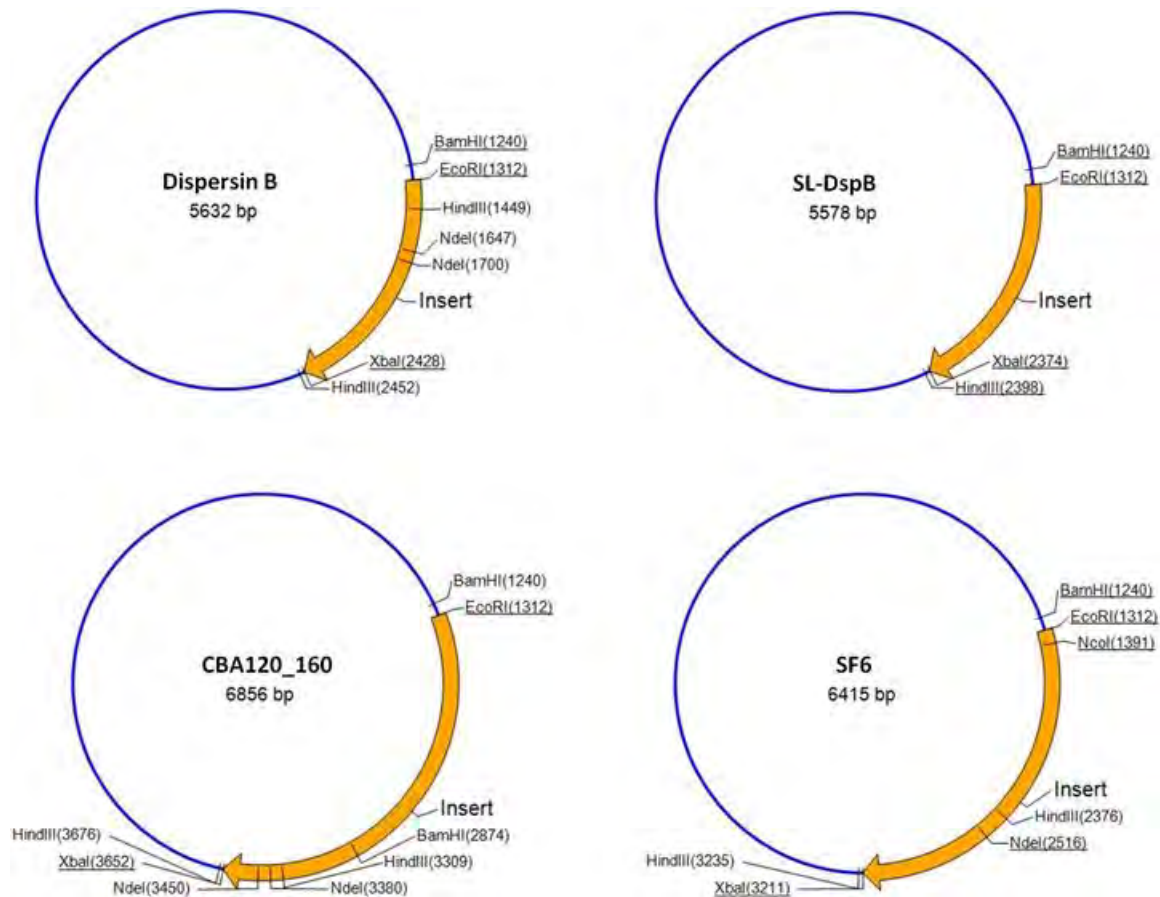 Dispersin B
5632 bp
BamHI(1240)
EcoRI(1312)
HindIII(1449)
NdeI(1647)
NdeI(1700)
Insert
XbaI(2428)
HindIII(2452)
SL-DspB
5578 bp
BamHI(1240)
EcoRI(1312)
Insert
XbaI(2374)
HindIII(2398)
CBA120_160
6856 bp
BamHI(1240)
EcoRI(1312)
Insert
BamHI(2874)
HindIII(3309)
NdeI(3380)
NdeI(3450)
XbaI(3652)
HindIII(3676)
SF6
6415 bp
BamHI(1240)
EcoRI(1312)
NcoI(1391)
Insert
HindIII(2376)
NdeI(2516)
HindIII(3235)
XbaI(3211)